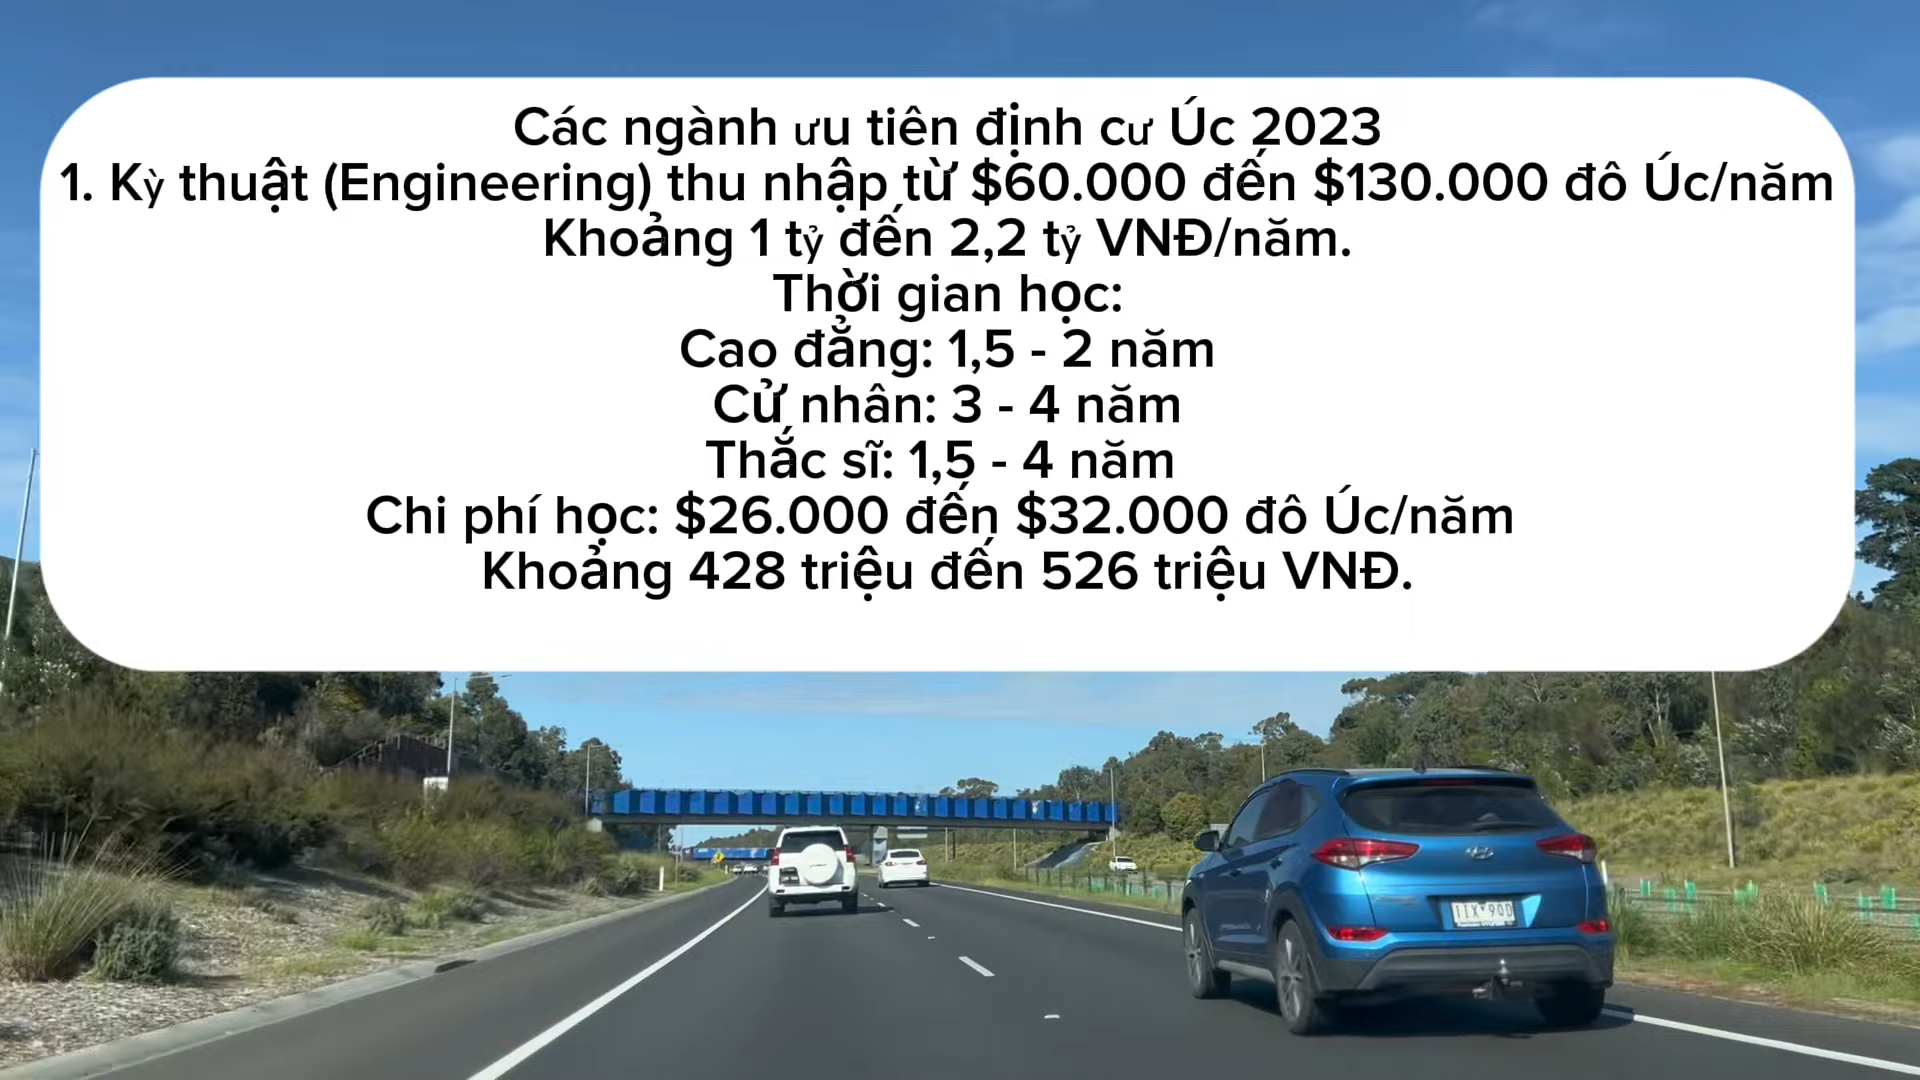 Các ngành ưu tiên định cư Úc 2023
1. Kỳ thuật (Engineering) thu nhập từ $60.000 đến $130.000 đô Úc/năm
Khoảng 1 tỷ đến 2,2 tỷ VNĐ/năm.
Thời gian học:
Cao đẳng: 1,5 - 2 năm
Cử nhân: 3 - 4 năm
Thắc sĩ: 1,5 - 4 năm
Chi phí học: $26.000 đến $32.000 đô Úc/năm
Khoảng 428 triệu đến 526 triệu VNĐ.